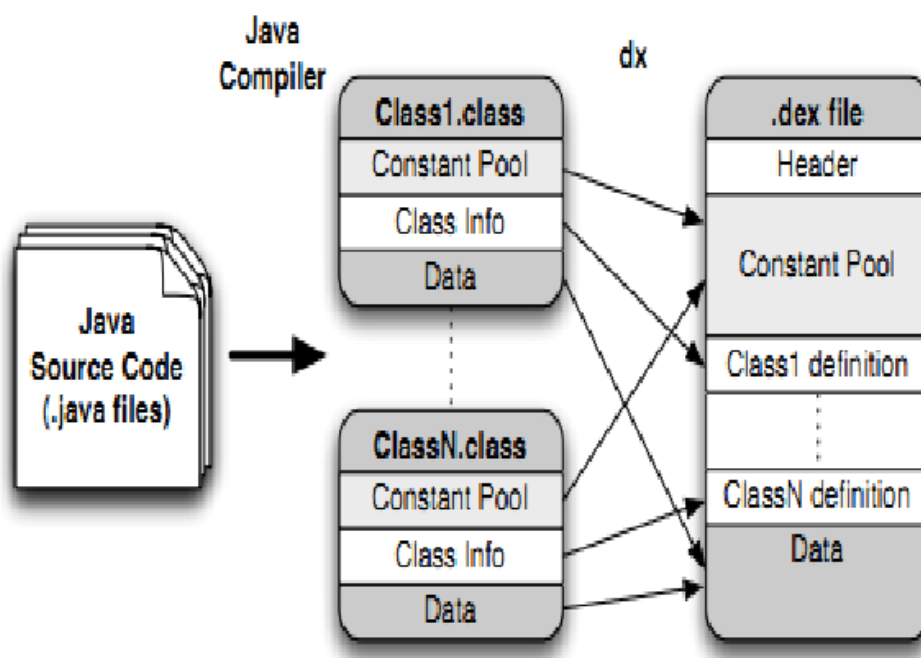 Java
Compiler
dx
Java
Source Code
(.java files)
Class1.class
Constant Pool
Class Info
Data
ClassN.class
Constant Pool
Class Info
Data
.dex file
Header
Constant Pool
Class1 definition
ClassN definition
Data